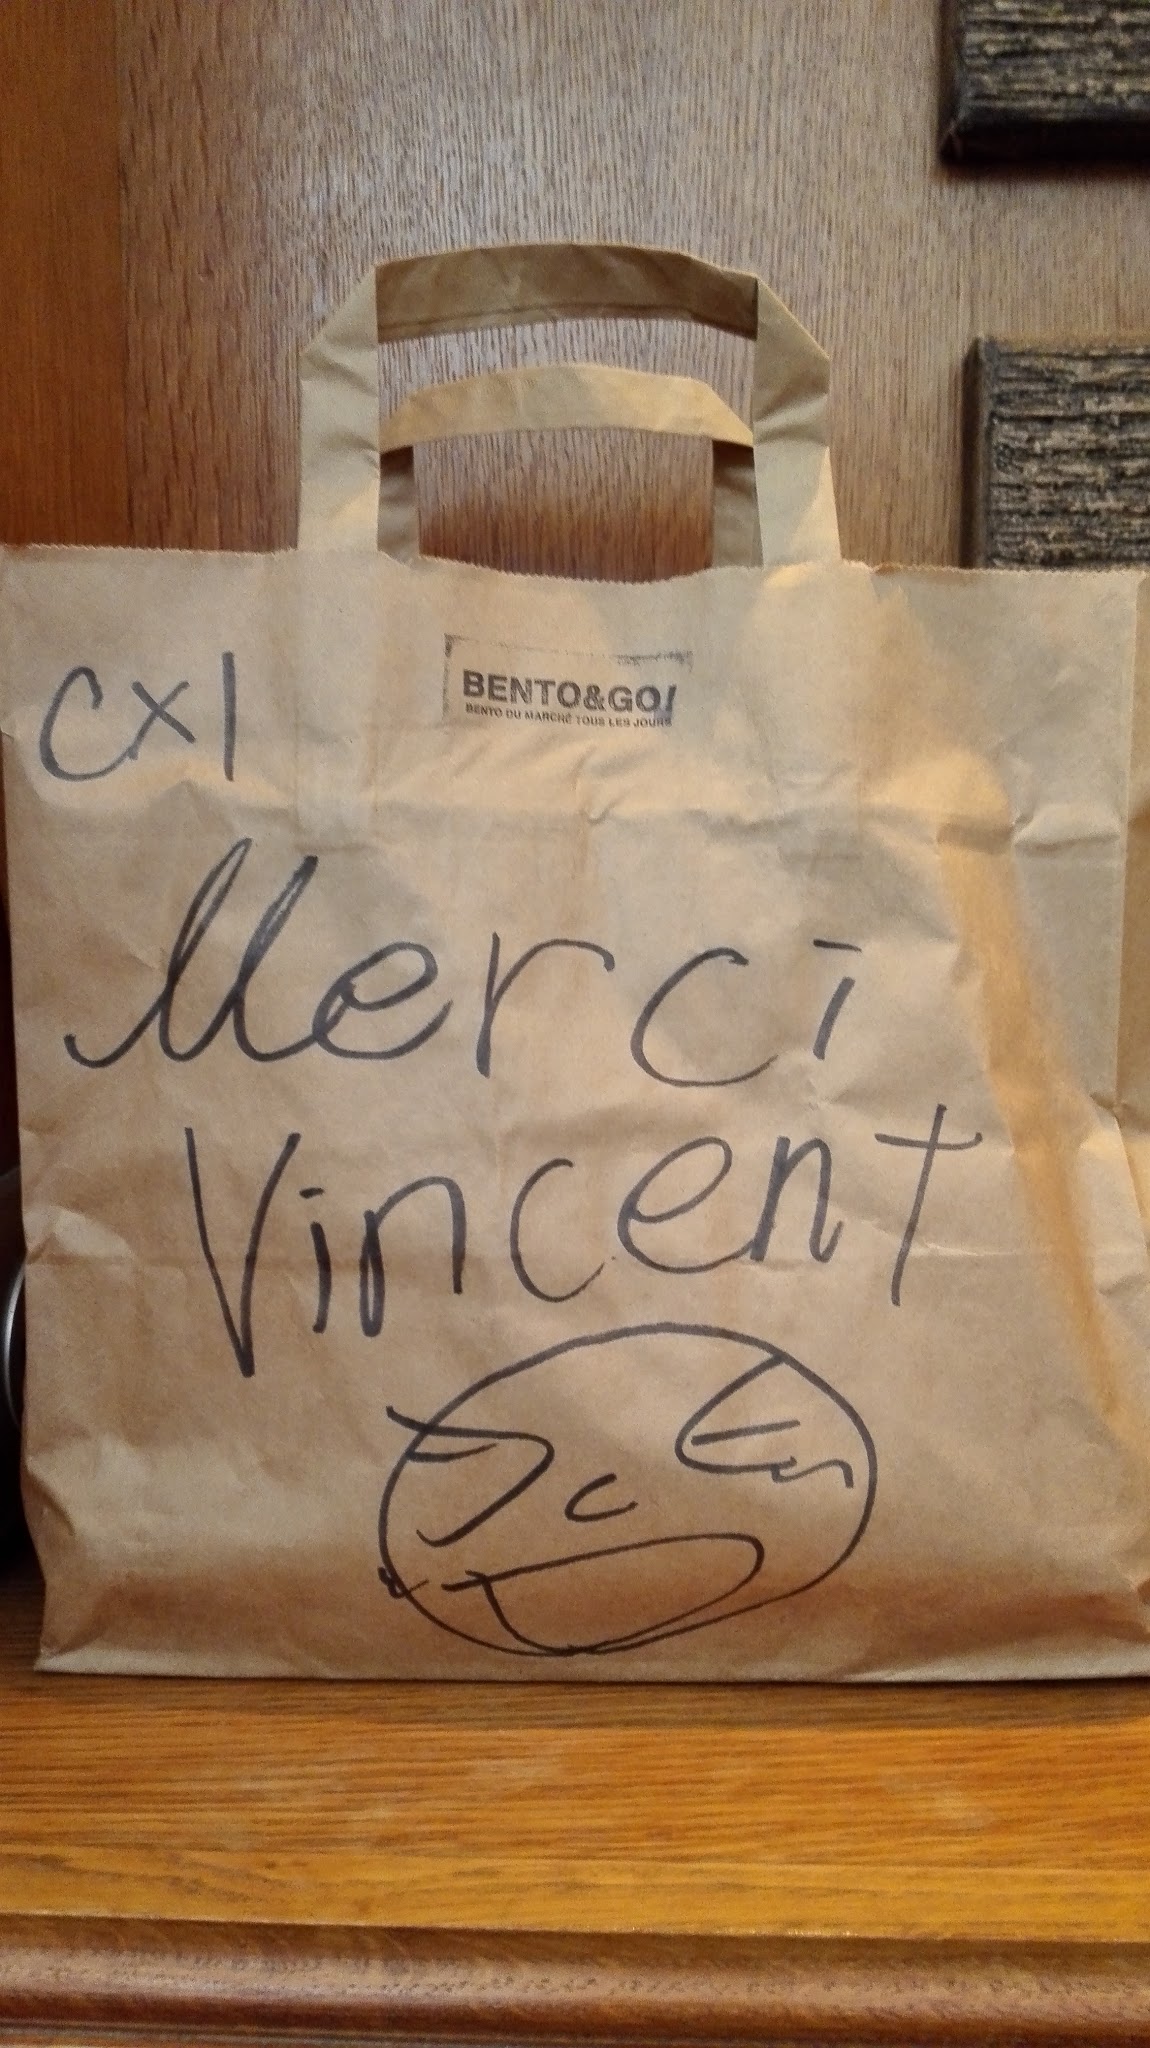 BENTO&GO!
BENTO DU MARCHÉ TOUS LES JOURS
CX1
Merci
Vincent